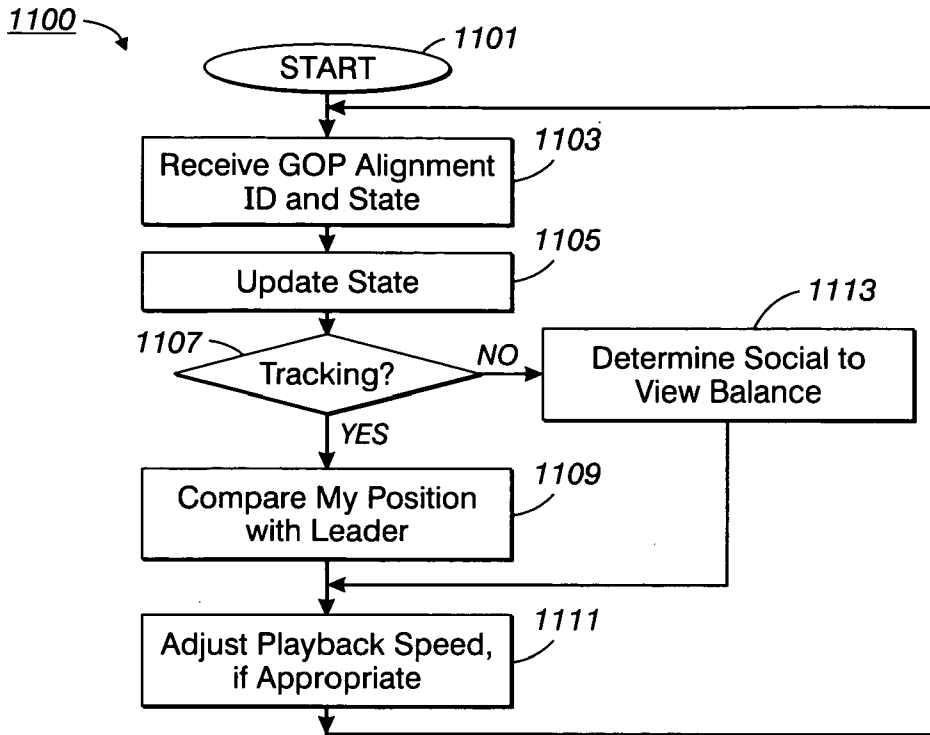 1100
1101
START
1103
Receive GOP Alignment
ID and State
1105
Update State
1107
Tracking?
NO
1113
Determine Social to
View Balance
YES
1109
Compare My Position
with Leader
1111
Adjust Playback Speed,
if Appropriate